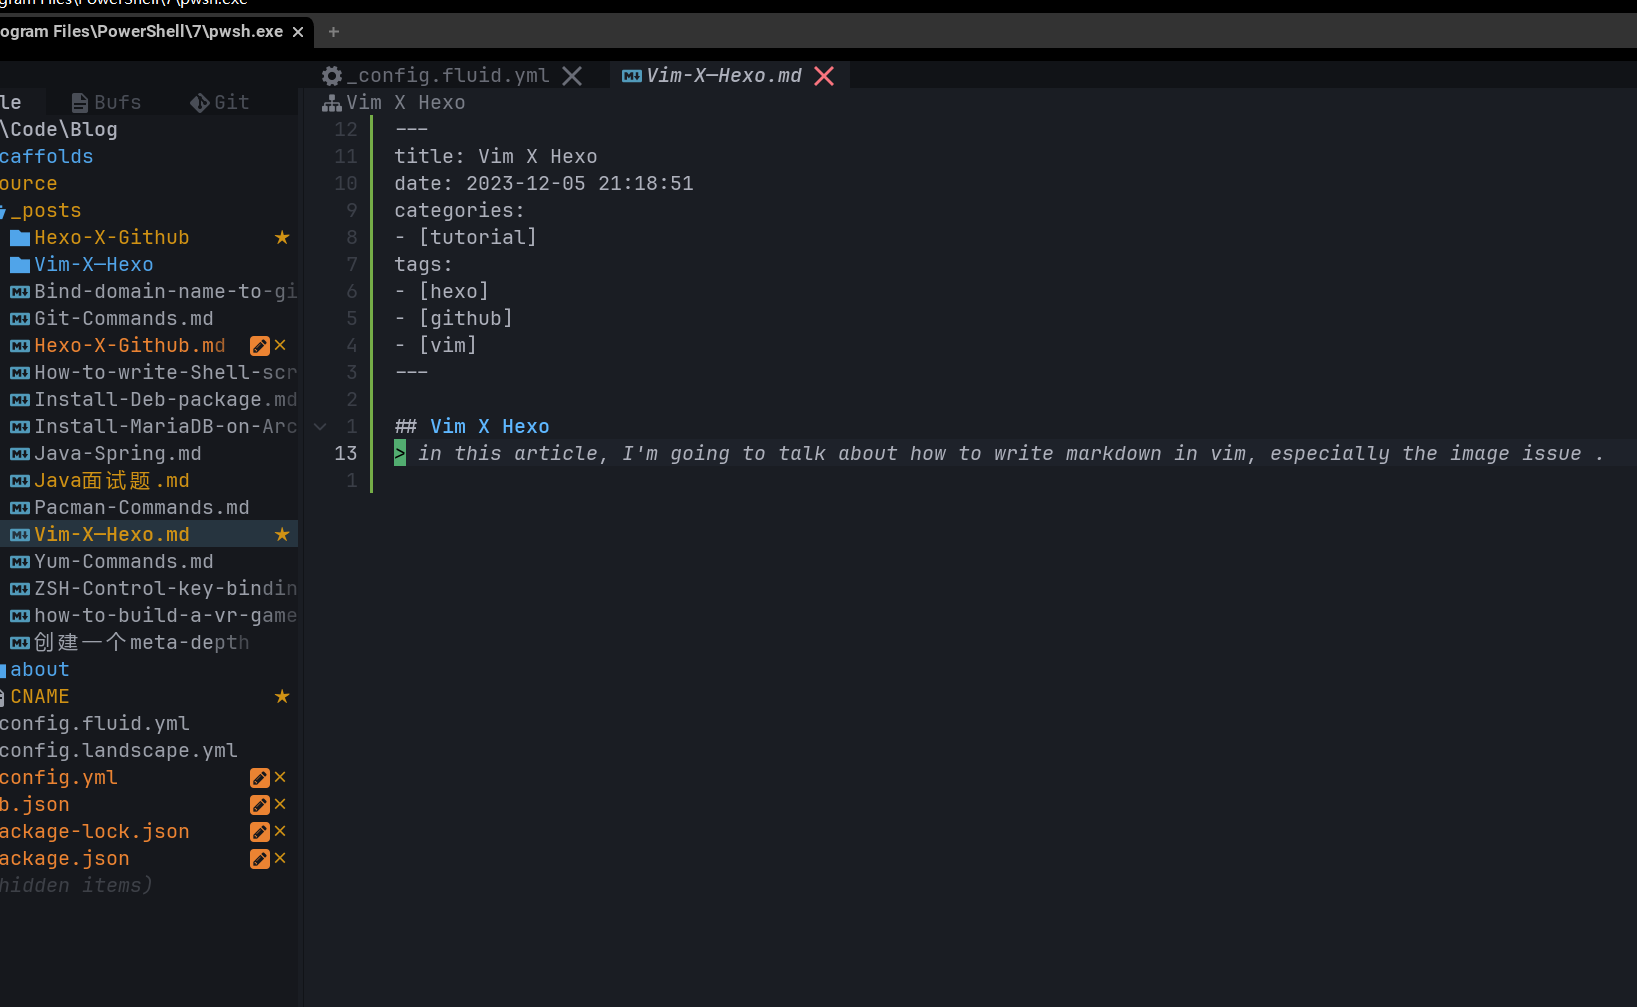 ogram Files\PowerShell\7\pwsh.exe
ogram Files\PowerShell\7\pwsh.exe × +
_config.fluid.yml Vim-X—Hexo.md
le Bufs Git
Vim X Hexo
\Code\Blog
caffolds
ource
_posts
Hexo-X-Github ★
Vim-X—Hexo
Bind-domain-name-to-gi
Git-Commands.md
Hexo-X-Github.md ×
How-to-write-Shell-scr
Install-Deb-package.md
Install-MariaDB-on-Arc
Java-Spring.md
Java面试题.md
Pacman-Commands.md
Vim-X—Hexo.md ★
Yum-Commands.md
ZSH-Control-key-bindin
how-to-build-a-vr-game
创建一个meta-depth
about
CNAME ★
config.fluid.yml
config.landscape.yml
config.yml ×
b.json ×
ackage-lock.json ×
ackage.json ×
hidden items)
12 ---
11 title: Vim X Hexo
10 date: 2023-12-05 21:18:51
9 categories:
8 - [tutorial]
7 tags:
6 - [hexo]
5 - [github]
4 - [vim]
3 ---
2
1 ## Vim X Hexo
13 > in this article, I'm going to talk about how to write markdown in vim, especially the image issue .
1